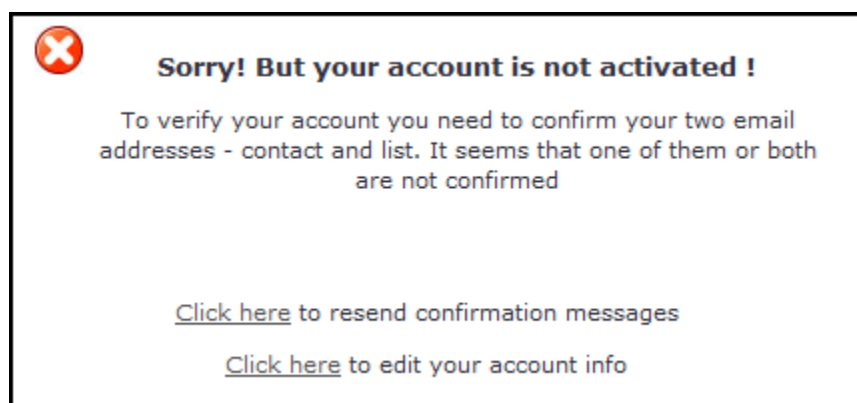 Sorry! But your account is not activated !
To verify your account you need to confirm your two email
addresses - contact and list. It seems that one of them or both
are not confirmed
Click here to resend confirmation messages
Click here to edit your account info